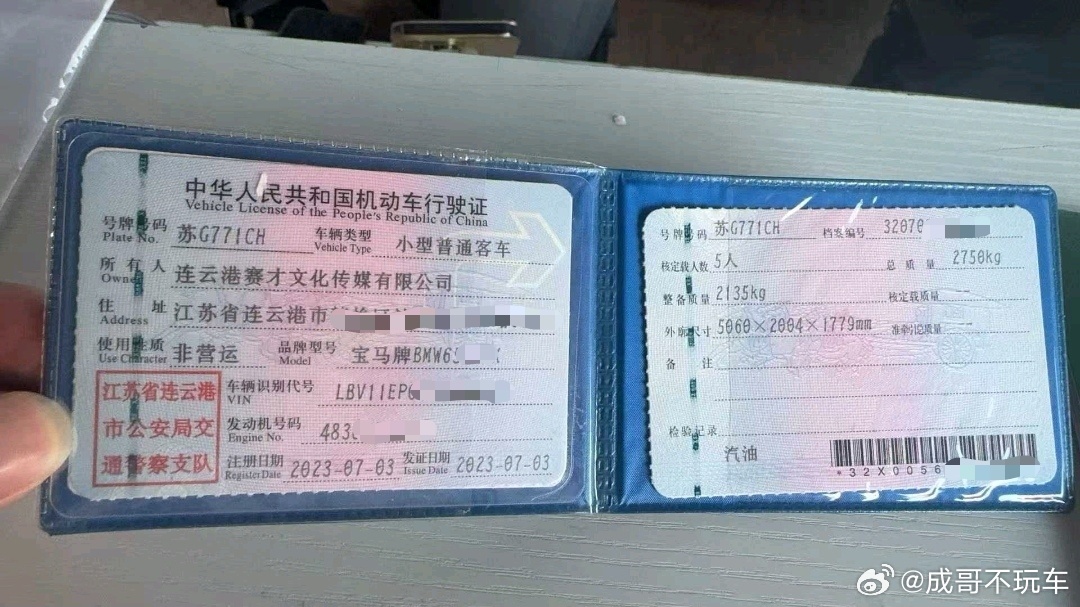 中华人民共和国机动车行驶证
Vehicle License of the People's Republic of China
号牌号码 苏G771CH 车辆类型 小型普通客车
Plate No. Vehicle Type
所有人 连云港赛才文化传媒有限公司
Owner
住址 江苏省连云港市
Address
使用性质 非营运 品牌型号 宝马牌BMW65
Use Character Model
江苏省连云港
市公安局交
通警察支队
车辆识别代号 LBV11EP
VIN
发动机号码 483
Engine No.
注册日期 2023-07-03 发证日期 2023-07-03
Register Date Issue Date
号牌号码 苏G771CH 档案编号 32070
核定载人数 5人 总质量 2750kg
整备质量 2135kg 核定载质量 --
外廓尺寸 5060×2004×1779mm 准牵引总质量 --
备注
检验记录
汽油
*32X0056
@成哥不玩车